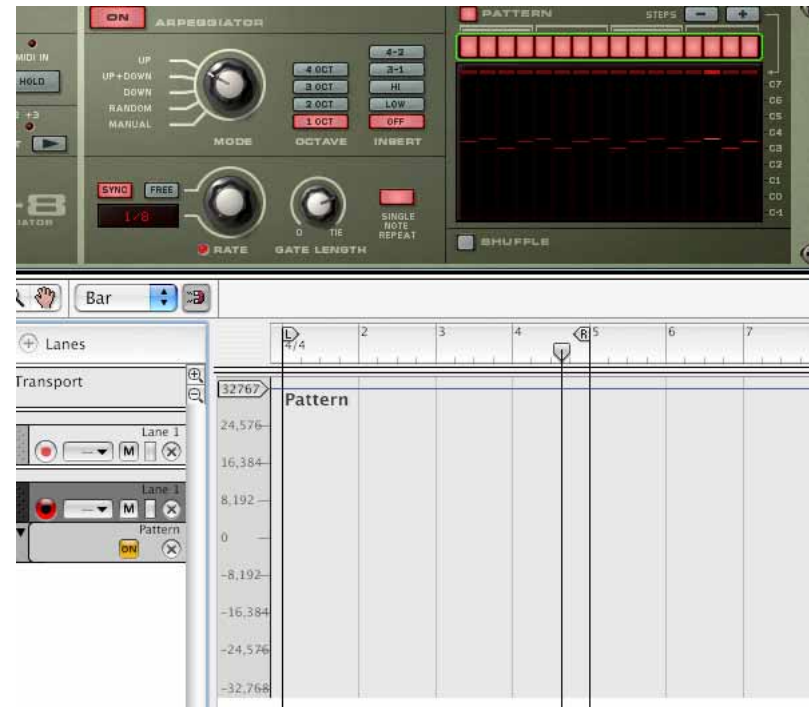 ON ARPEGGIATOR
MIDI IN
HOLD
UP
UP+DOWN
DOWN
RANDOM
MANUAL
MODE
4 OCT
3 OCT
2 OCT
1 OCT
OCTAVE
4-2
3-1
HI
LOW
OFF
INSERT
PATTERN
STEPS
- +
C7
C6
C5
C4
C3
C2
C1
C0
C-1
+3
-8
SYNC FREE
1/8
RATE
0 TIE
GATE LENGTH
SINGLE
NOTE
REPEAT
SHUFFLE
Bar
Lanes
L 2 3 4 R 5 6 7
4/4
Transport
32767
Pattern
24,576
16,384
8,192
0
-8,192
-16,384
-24,576
-32,768
Lane 1
-- M
Lane 1
-- M
Pattern
ON